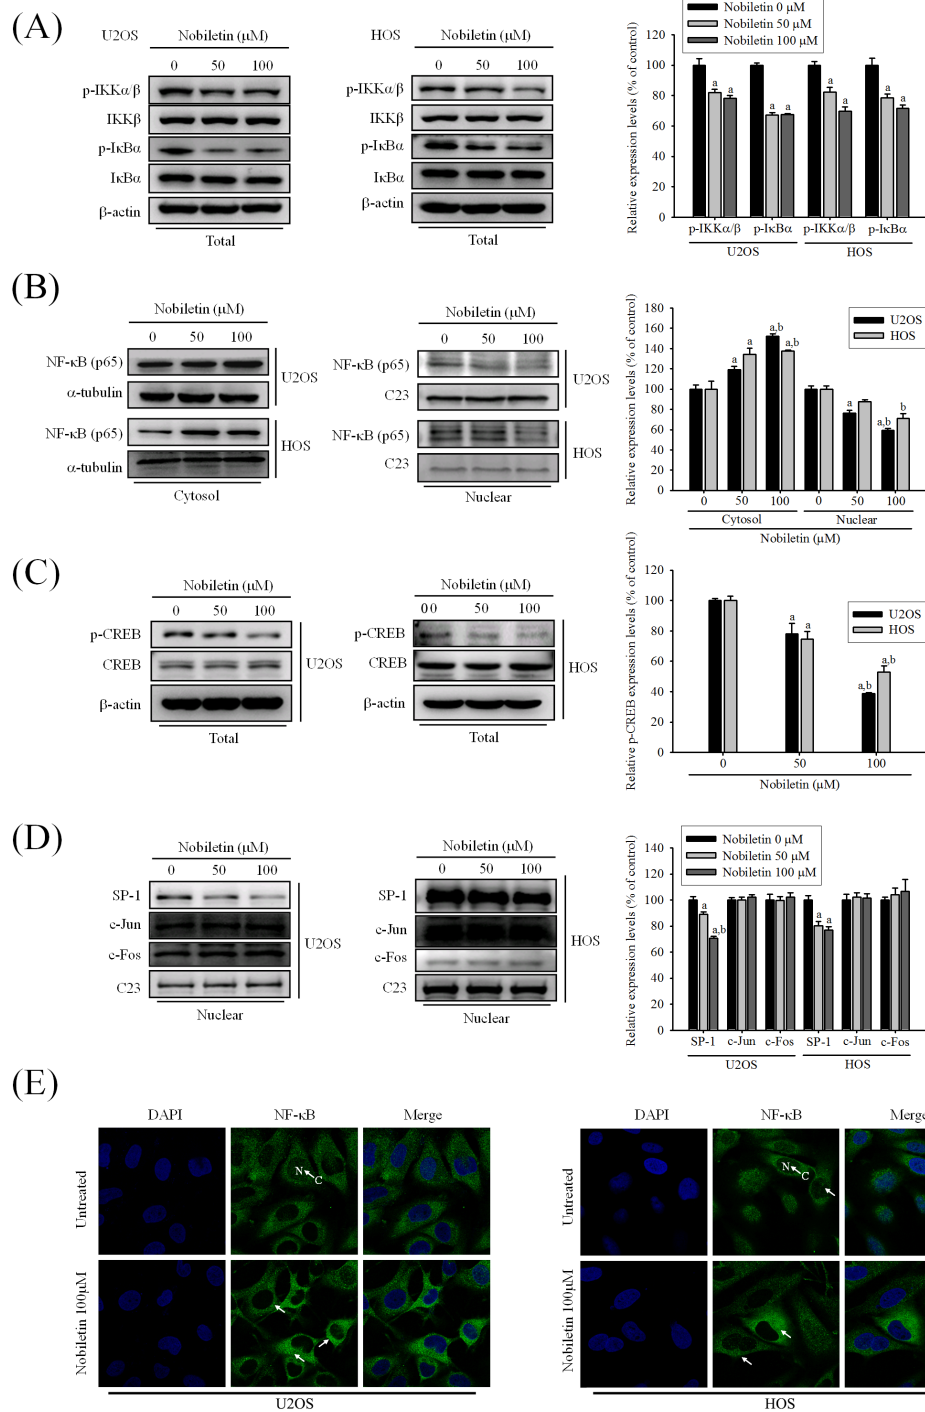 (A)
U2OS
Nobiletin (μM)
0 50 100
p-IKKα/β
IKKβ
p-IκBα
IκBα
β-actin
Total
HOS
Nobiletin (μM)
0 50 100
p-IKKα/β
IKKβ
p-IκBα
IκBα
β-actin
Total
Nobiletin 0 μM
Nobiletin 50 μM
Nobiletin 100 μM
Relative expression levels (% of control)
120
100
80
60
40
20
0
a a a a a a a a
p-IKKα/β p-IκBα p-IKKα/β p-IκBα
U2OS HOS
(B)
Nobiletin (μM)
0 50 100
NF-κB (p65)
α-tubulin
U2OS
NF-κB (p65)
α-tubulin
HOS
Cytosol
Nobiletin (μM)
0 50 100
NF-κB (p65)
C23
U2OS
NF-κB (p65)
C23
HOS
Nuclear
Relative expression levels (% of control)
180
160
140
120
100
80
60
40
20
0
U2OS
HOS
a a a,b a,b a a,b b
0 50 100 0 50 100
Cytosol Nuclear
Nobiletin (μM)
(C)
Nobiletin (μM)
0 50 100
p-CREB
CREB
β-actin
U2OS
Total
Nobiletin (μM)
00 50 100
p-CREB
CREB
β-actin
HOS
Total
Relative p-CREB expression levels (% of control)
120
100
80
60
40
20
0
U2OS
HOS
a a a,b a,b
0 50 100
Nobiletin (μM)
(D)
Nobiletin (μM)
0 50 100
SP-1
c-Jun
c-Fos
C23
U2OS
Nuclear
Nobiletin (μM)
0 50 100
SP-1
c-Jun
c-Fos
C23
HOS
Nuclear
Nobiletin 0 μM
Nobiletin 50 μM
Nobiletin 100 μM
Relative expression levels (% of control)
140
120
100
80
60
40
20
0
a a,b a a
SP-1 c-Jun c-Fos SP-1 c-Jun c-Fos
U2OS HOS
(E)
DAPI NF-κB Merge
Untreated
N C
Nobiletin 100μM
U2OS
DAPI NF-κB Merge
Untreated
N C
Nobiletin 100μM
HOS